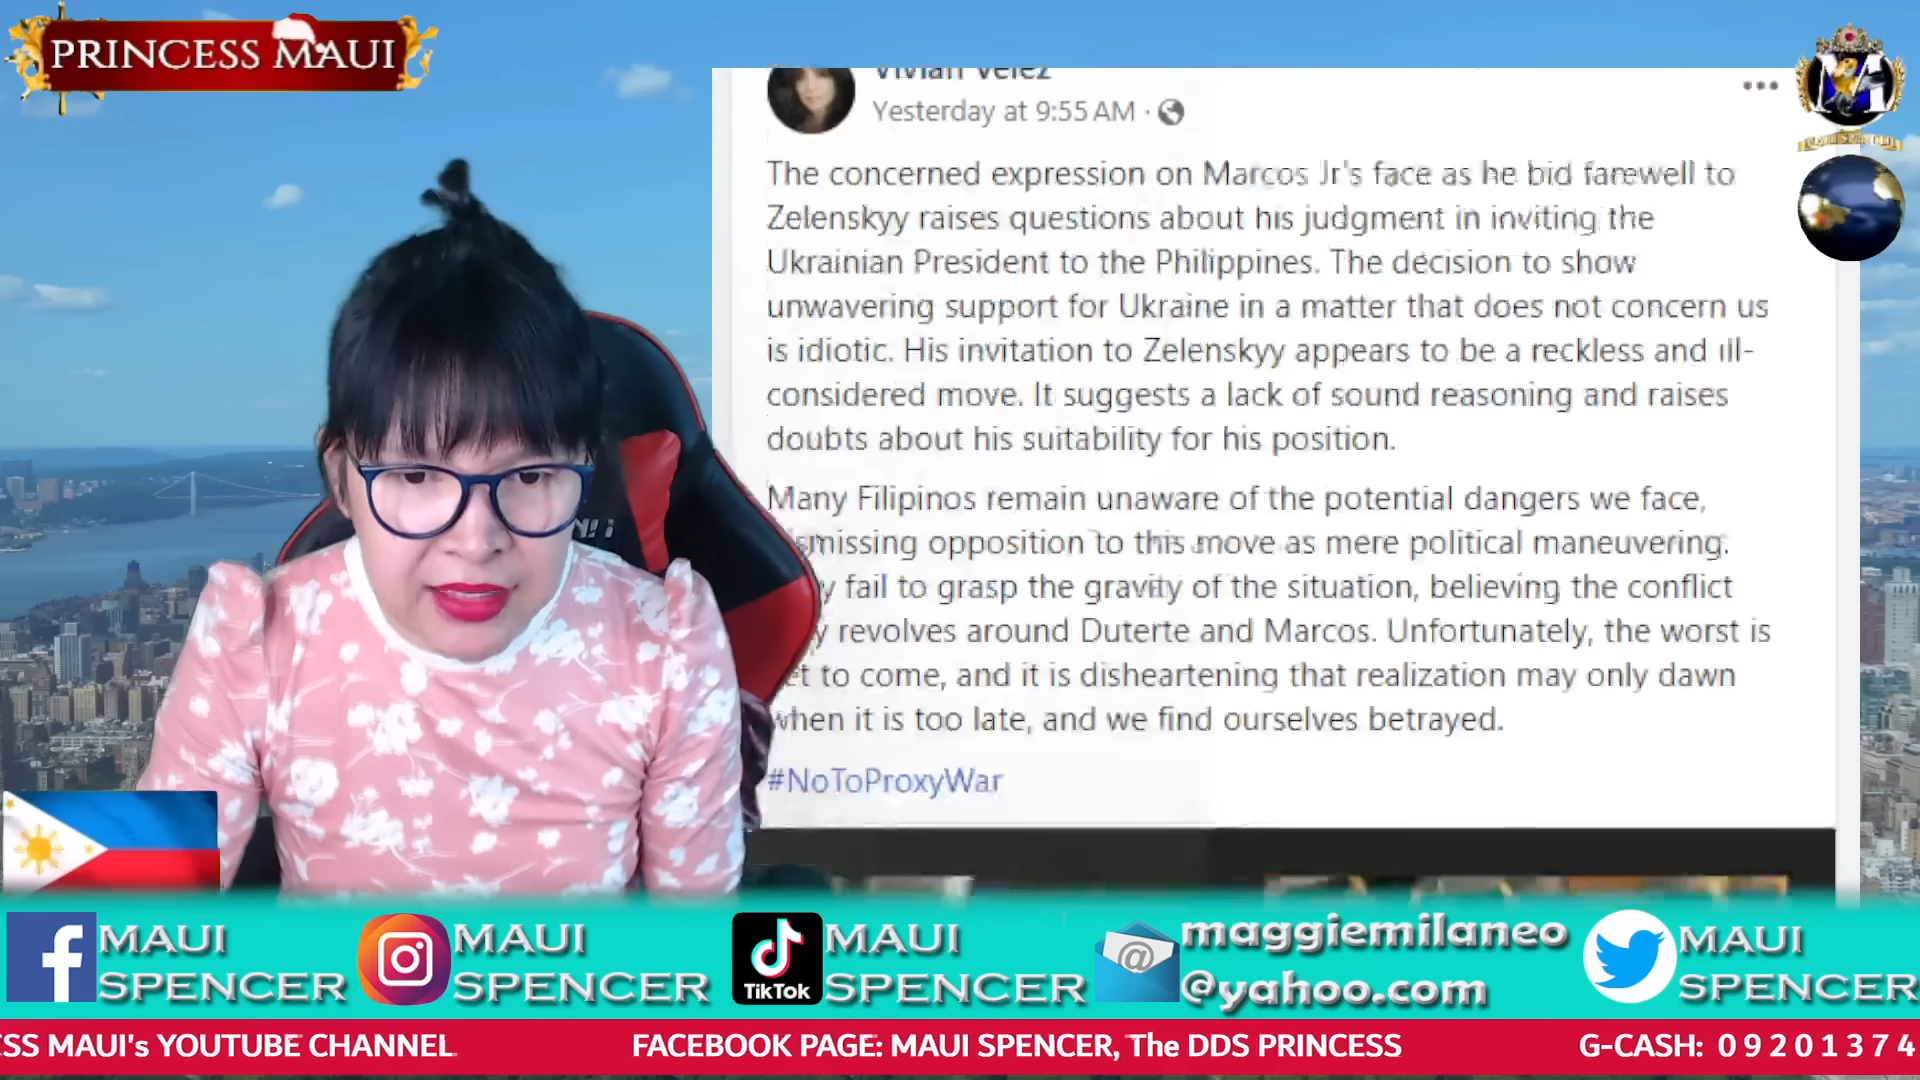 PRINCESS MAUI
Vivian Velez
Yesterday at 9:55 AM ·
The concerned expression on Marcos Jr's face as he bid farewell to
Zelenskyy raises questions about his judgment in inviting the
Ukrainian President to the Philippines. The decision to show
unwavering support for Ukraine in a matter that does not concern us
is idiotic. His invitation to Zelenskyy appears to be a reckless and ill-
considered move. It suggests a lack of sound reasoning and raises
doubts about his suitability for his position.
Many Filipinos remain unaware of the potential dangers we face,
smissing opposition to this move as mere political maneuvering.
y fail to grasp the gravity of the situation, believing the conflict
y revolves around Duterte and Marcos. Unfortunately, the worst is
et to come, and it is disheartening that realization may only dawn
when it is too late, and we find ourselves betrayed.
#NoToProxyWar
M
MAUI SPENCER
MAUI
SPENCER
MAUI
SPENCER
TikTok
MAUI
SPENCER
maggiemilaneo
@yahoo.com
MAUI
SPENCER
SS MAUI's YOUTUBE CHANNEL FACEBOOK PAGE: MAUI SPENCER, The DDS PRINCESS G-CASH: 0 9 2 0 1 3 7 4